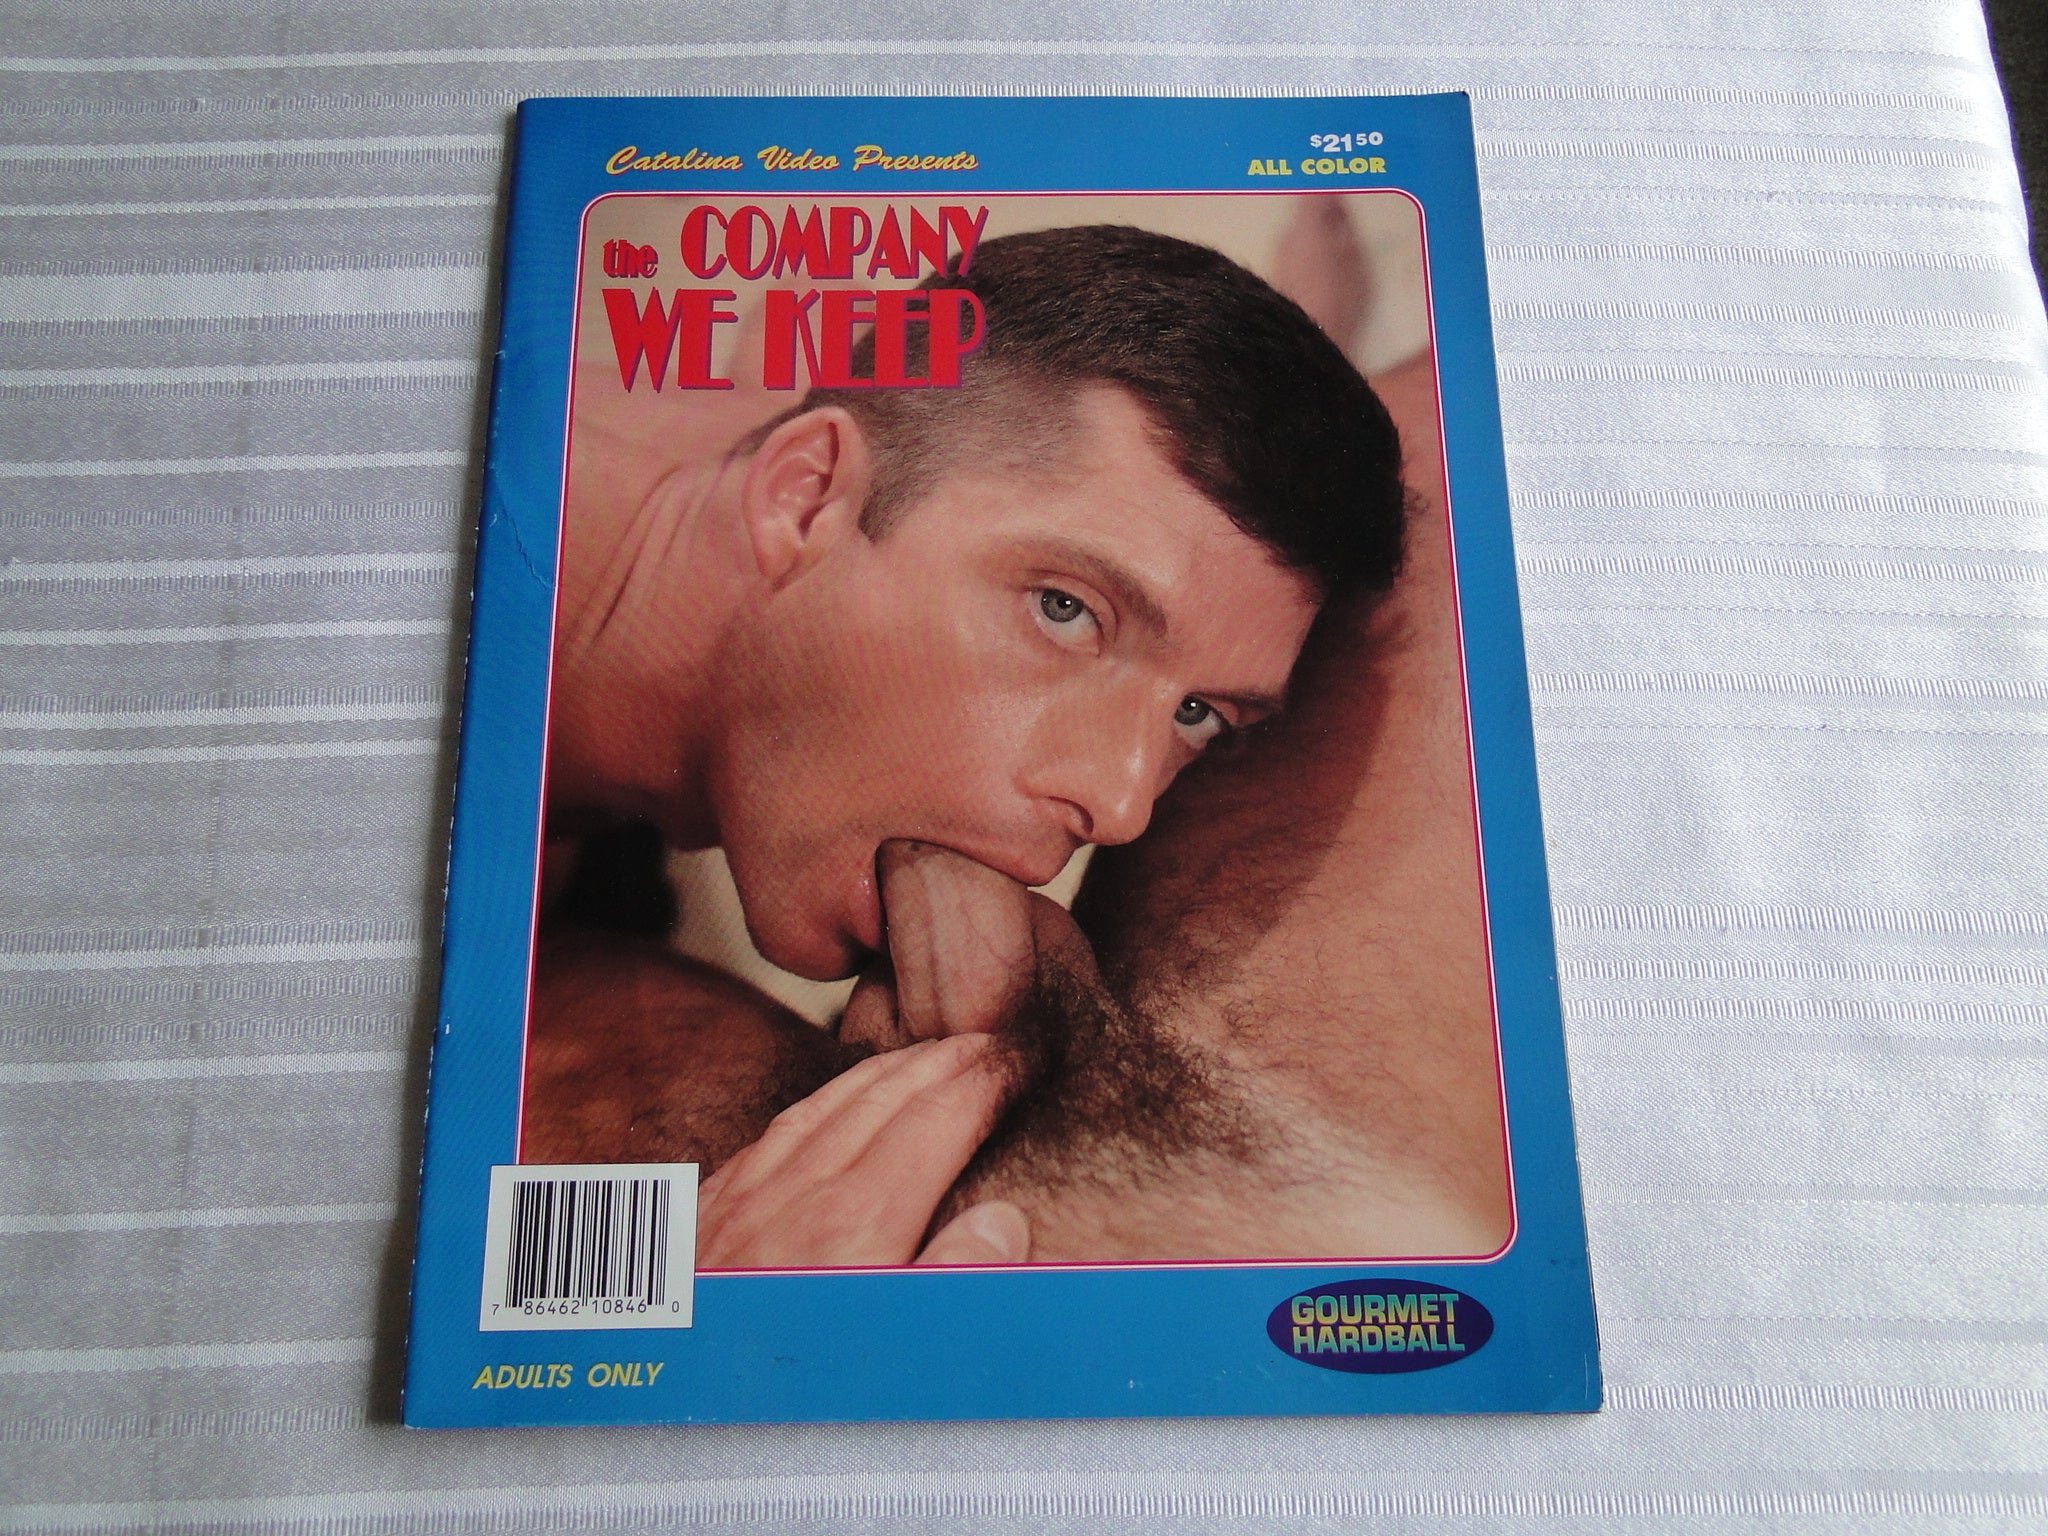 Catalina Video Presents
$21 50
ALL COLOR
the COMPANY
WE KEEP
7 86462 10846 0
GOURMET
HARDBALL
ADULTS ONLY